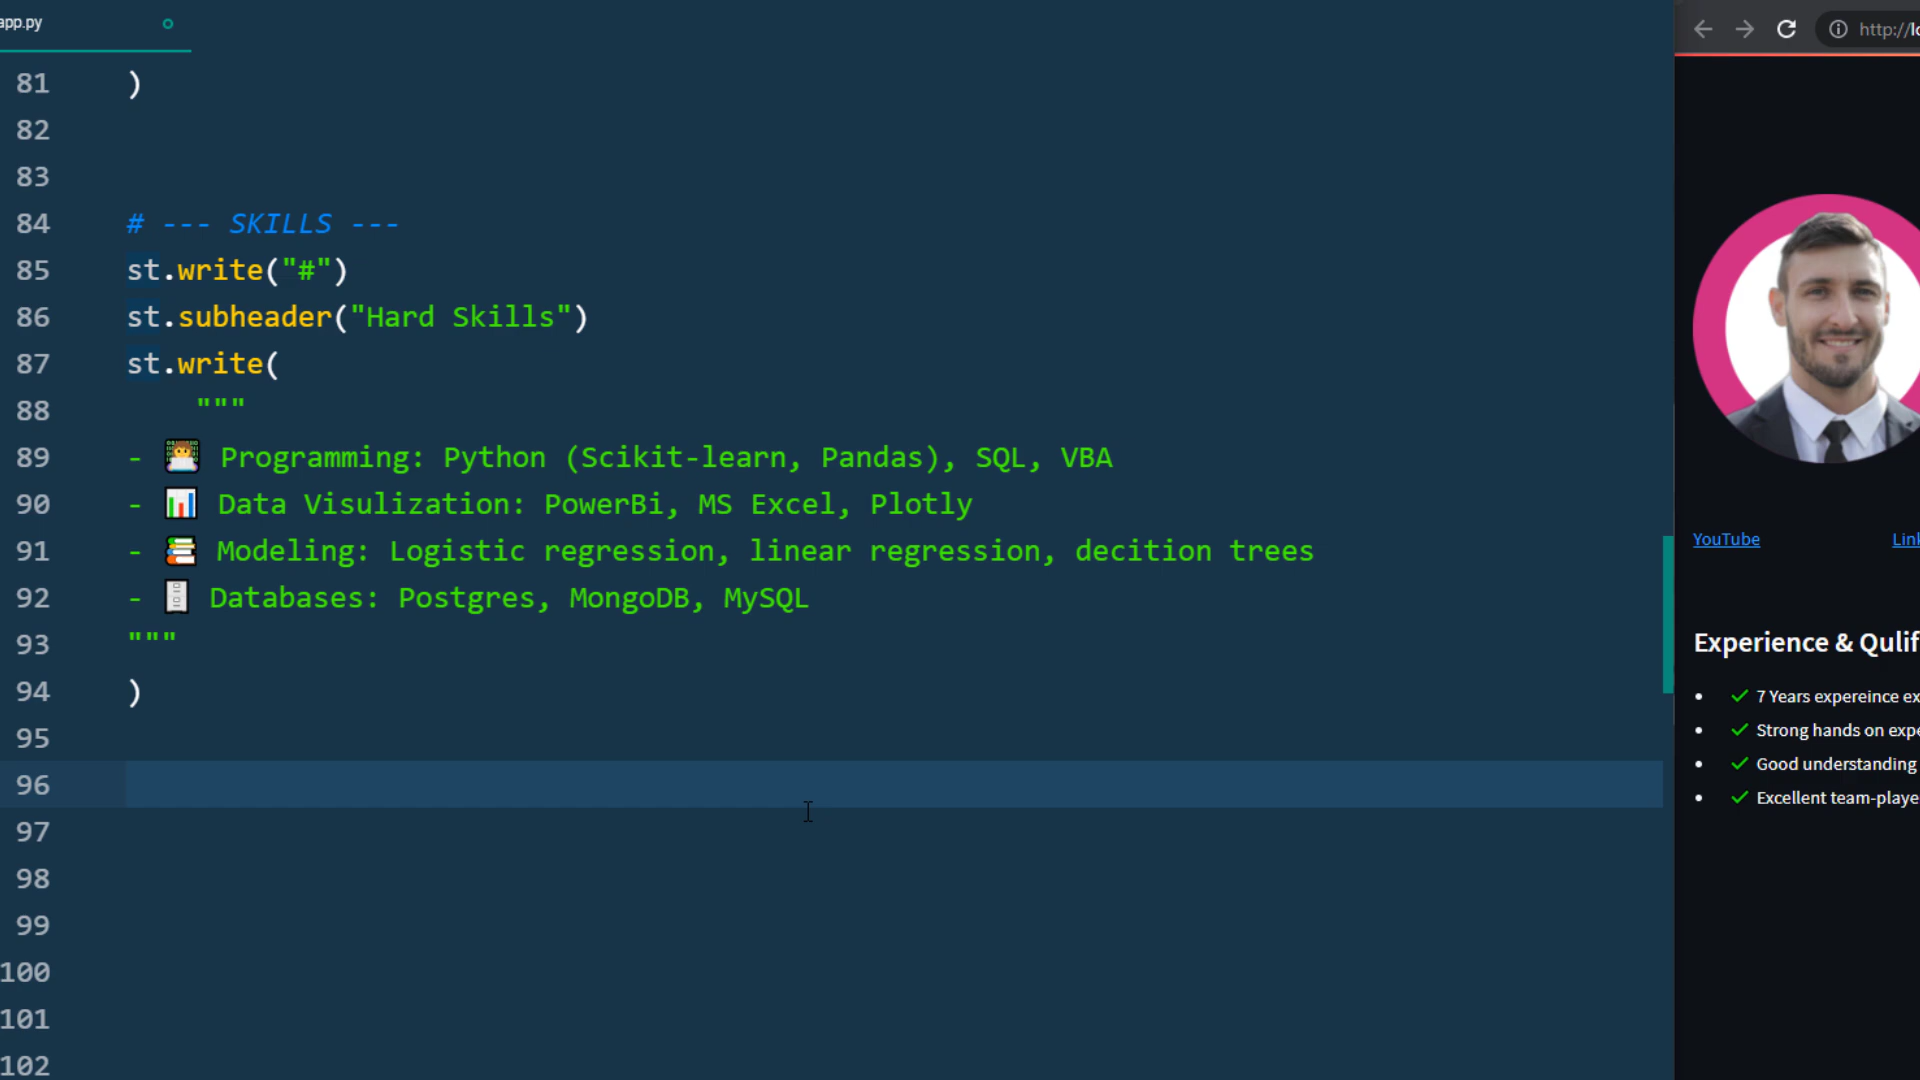 app.py
81 )
82
83
84 # --- SKILLS ---
85 st.write("#")
86 st.subheader("Hard Skills")
87 st.write(
88 """
89 - 👨‍💻 Programming: Python (Scikit-learn, Pandas), SQL, VBA
90 - 📊 Data Visulization: PowerBi, MS Excel, Plotly
91 - 📚 Modeling: Logistic regression, linear regression, decition trees
92 - 🗄️ Databases: Postgres, MongoDB, MySQL
93 """
94 )
95
96
97
98
99
100
101
102
http://lo
YouTube
Link
Experience & Qulif
7 Years expereince ex
Strong hands on expe
Good understanding
Excellent team-playe